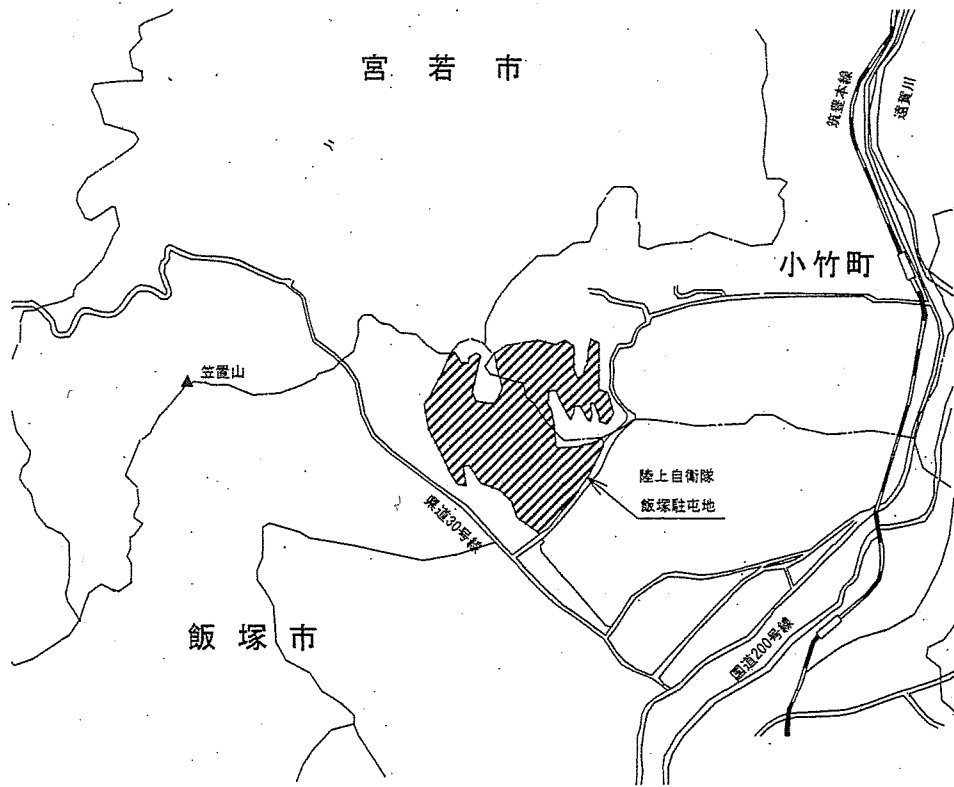 宮若市
筑豊本線
遠賀川
小竹町
笠置山
陸上自衛隊
飯塚駐屯地
県道30号線
飯塚市
国道200号線